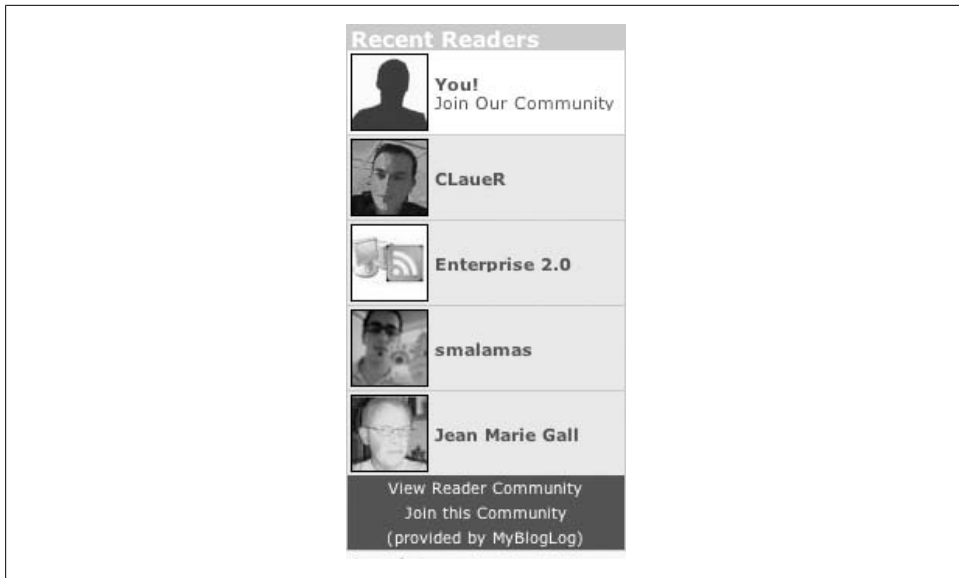 Recent Readers
You!
Join Our Community
CLaueR
Enterprise 2.0
smalamas
Jean Marie Gall
View Reader Community
Join this Community
(provided by MyBlogLog)